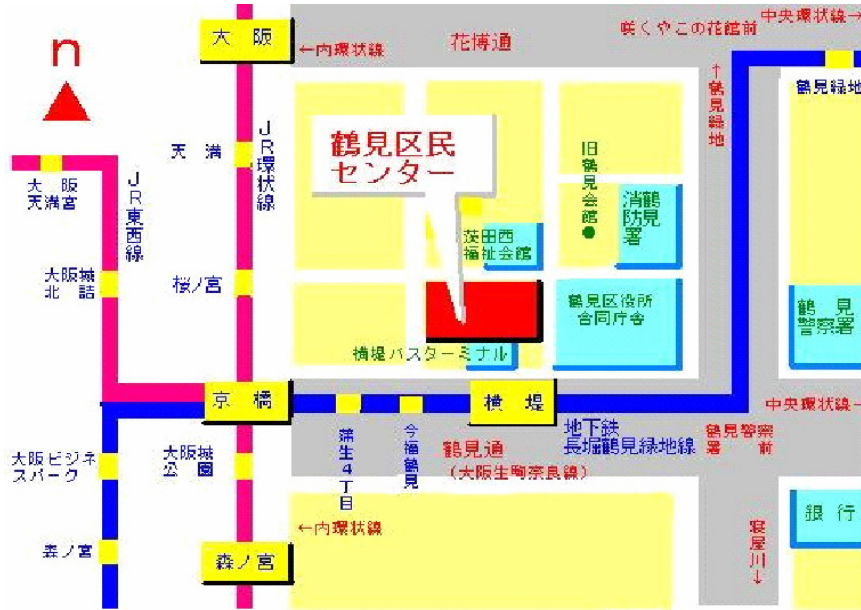 大阪
←内環状線
花博通
咲くやこの花館前
中央環状線→
n
↑鶴見緑地
鶴見緑地
JR環状線
天満
鶴見区民
センター
旧鶴見会館
消防署
鶴見
大阪
天満宮
JR東西線
茨田西
福祉会館
大阪城
北詰
桜ノ宮
鶴見区役所
合同庁舎
鶴見
警察署
横堤バスターミナル
京橋
横堤
中央環状線→
地下鉄
長堀鶴見緑地線
鶴見警察
署前
大阪ビジネ
スパーク
大阪城
公園
蒲生4丁目
今福鶴見
鶴見通
(大阪生駒奈良線)
←内環状線
銀行
寝屋川↓
森ノ宮
森ノ宮